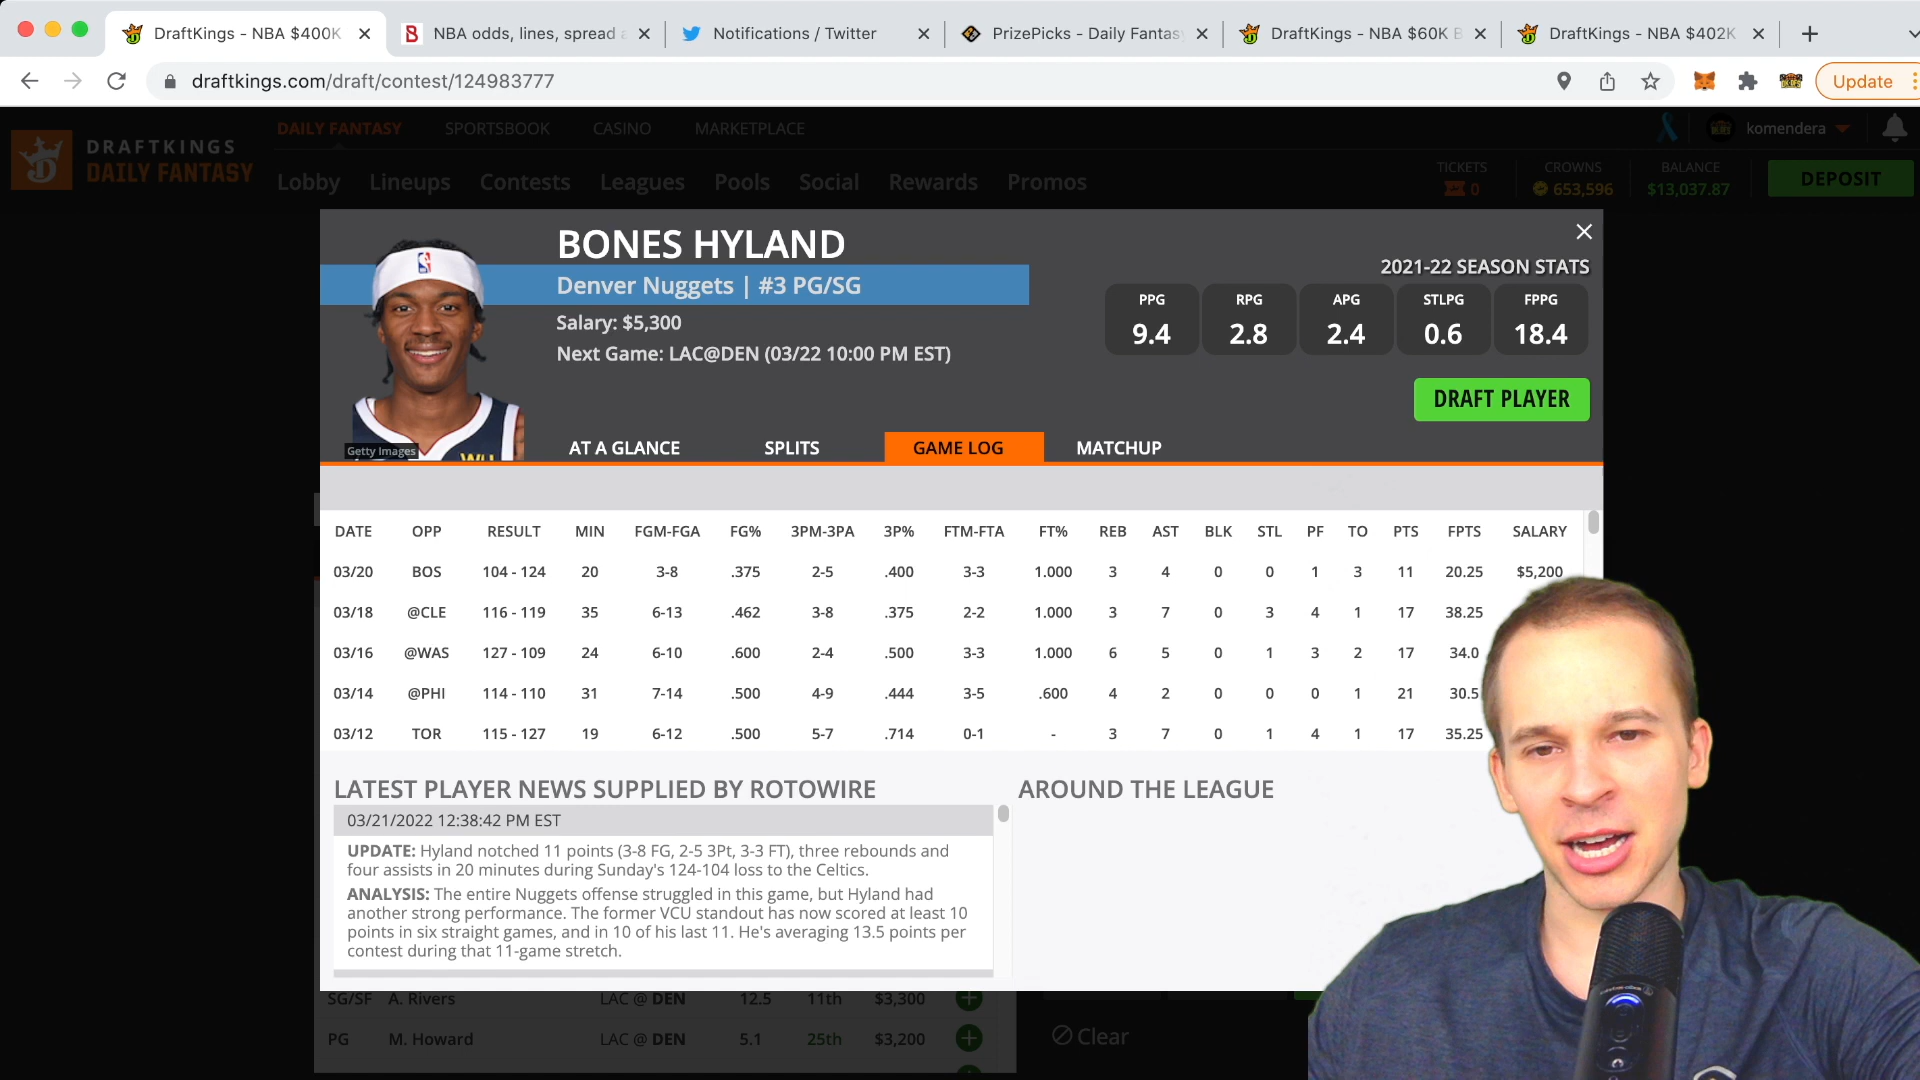 DraftKings - NBA $400K
NBA odds, lines, spread a
Notifications / Twitter
PrizePicks - Daily Fantasy
DraftKings - NBA $60K B
DraftKings - NBA $402K
draftkings.com/draft/contest/124983777
Update
DRAFTKINGS
DAILY FANTASY
DAILY FANTASY SPORTSBOOK CASINO MARKETPLACE
komendera
Lobby Lineups Contests Leagues Pools Social Rewards Promos
TICKETS
0
CROWNS
653,596
BALANCE
$13,037.87
DEPOSIT
BONES HYLAND
Denver Nuggets | #3 PG/SG
Salary: $5,300
Next Game: LAC@DEN (03/22 10:00 PM EST)
2021-22 SEASON STATS
PPG RPG APG STLPG FPPG
9.4 2.8 2.4 0.6 18.4
DRAFT PLAYER
Getty Images
AT A GLANCE SPLITS GAME LOG MATCHUP
DATE OPP RESULT MIN FGM-FGA FG% 3PM-3PA 3P% FTM-FTA FT% REB AST BLK STL PF TO PTS FPTS SALARY
03/20 BOS 104 - 124 20 3-8 .375 2-5 .400 3-3 1.000 3 4 0 0 1 3 11 20.25 $5,200
03/18 @CLE 116 - 119 35 6-13 .462 3-8 .375 2-2 1.000 3 7 0 3 4 1 17 38.25
03/16 @WAS 127 - 109 24 6-10 .600 2-4 .500 3-3 1.000 6 5 0 1 3 2 17 34.0
03/14 @PHI 114 - 110 31 7-14 .500 4-9 .444 3-5 .600 4 2 0 0 0 1 21 30.5
03/12 TOR 115 - 127 19 6-12 .500 5-7 .714 0-1 - 3 7 0 1 4 1 17 35.25
LATEST PLAYER NEWS SUPPLIED BY ROTOWIRE
AROUND THE LEAGUE
03/21/2022 12:38:42 PM EST
UPDATE: Hyland notched 11 points (3-8 FG, 2-5 3Pt, 3-3 FT), three rebounds and
four assists in 20 minutes during Sunday's 124-104 loss to the Celtics.
ANALYSIS: The entire Nuggets offense struggled in this game, but Hyland had
another strong performance. The former VCU standout has now scored at least 10
points in six straight games, and in 10 of his last 11. He's averaging 13.5 points per
contest during that 11-game stretch.
SG/SF A. Rivers LAC @ DEN 12.5 11th $3,300
PG M. Howard LAC @ DEN 5.1 25th $3,200
Clear